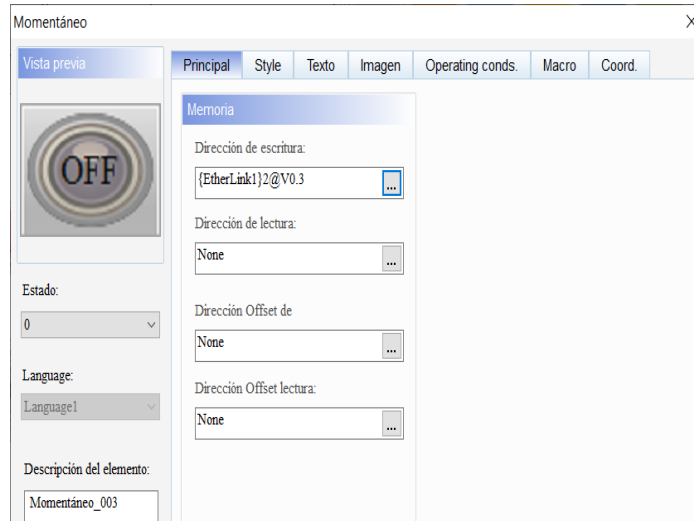 Momentáneo
X
Vista previa
OFF
Estado:
0
Language:
Language1
Descripción del elemento:
Momentáneo_003
Principal Style Texto Imagen Operating conds. Macro Coord.
Memoria
Dirección de escritura:
{EtherLink1}2@V0.3 ...
Dirección de lectura:
None ...
Dirección Offset de
None ...
Dirección Offset lectura:
None ...